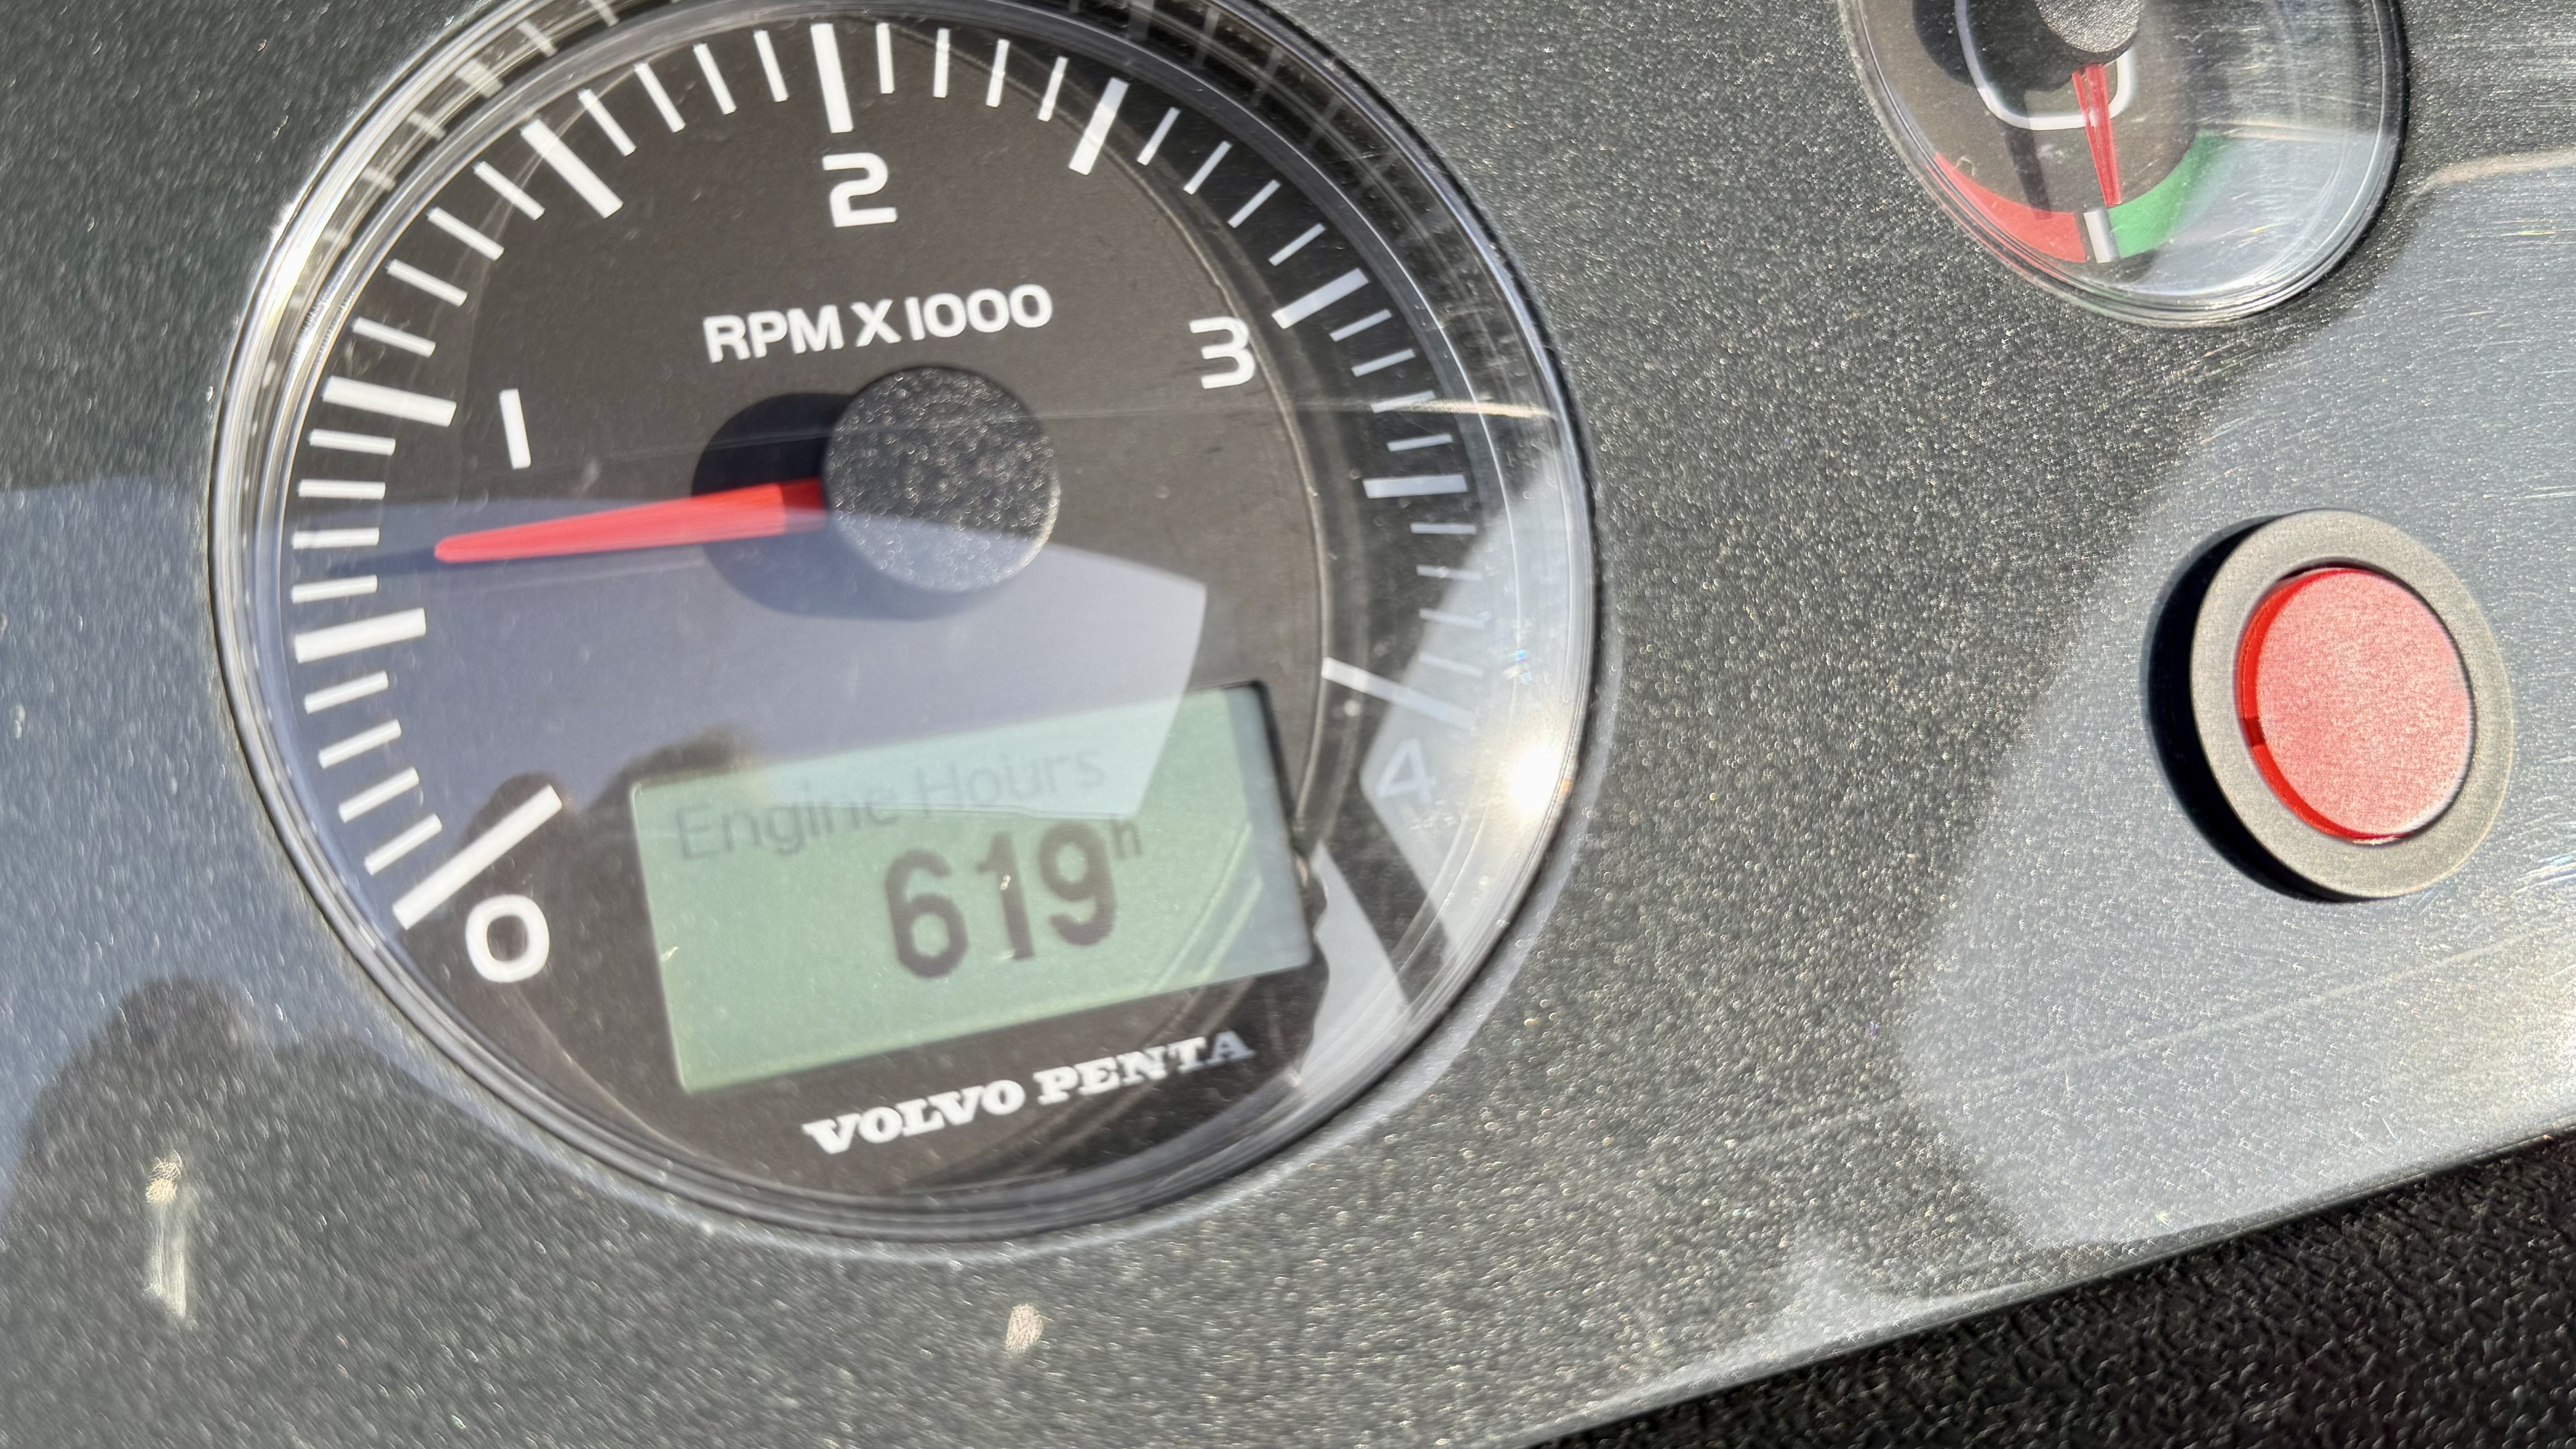 2
RPM X 1000
3
1
Engine Hours
4
619h
0
VOLVO PENTA